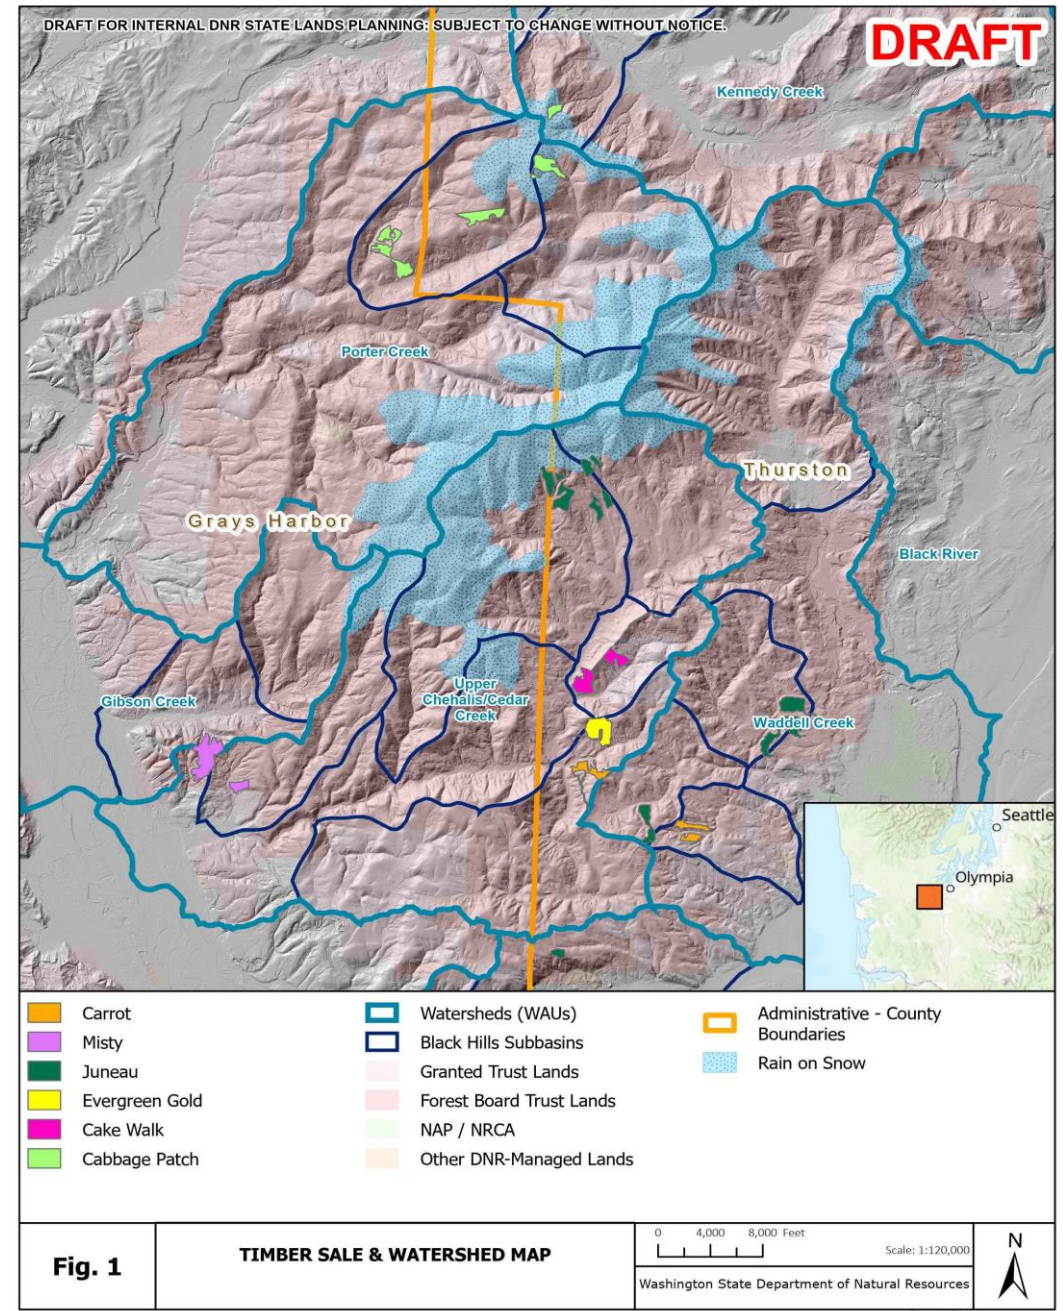 DRAFT FOR INTERNAL DNR STATE LANDS PLANNING: SUBJECT TO CHANGE WITHOUT NOTICE.
DRAFT
Kennedy Creek
Porter Creek
Thurston
Grays Harbor
Black River
Gibson Creek
Upper
Chehalis/Cedar
Creek
Waddell Creek
Seattle
Olympia
Carrot
Misty
Juneau
Evergreen Gold
Cake Walk
Cabbage Patch
Watersheds (WAUs)
Black Hills Subbasins
Granted Trust Lands
Forest Board Trust Lands
NAP / NRCA
Other DNR-Managed Lands
Administrative - County
Boundaries
Rain on Snow
Fig. 1
TIMBER SALE & WATERSHED MAP
0 4,000 8,000 Feet
Scale: 1:120,000
Washington State Department of Natural Resources
N